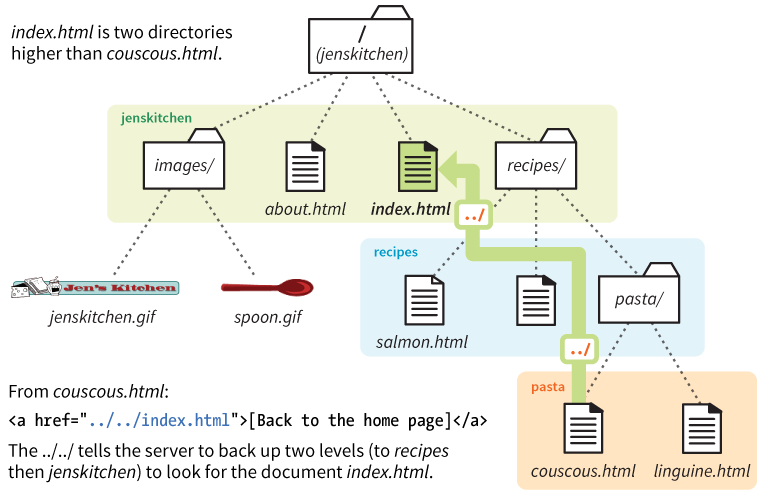 index.html is two directories
higher than couscous.html.
/
(jenskitchen)
jenskitchen
images/
recipes/
about.html
index.html
../
recipes
Jen's Kitchen
pasta/
jenskitchen.gif
spoon.gif
salmon.html
../
From couscous.html:
pasta
<a href="../../index.html">[Back to the home page]</a>
The ../../ tells the server to back up two levels (to recipes
then jenskitchen) to look for the document index.html.
couscous.html
linguine.html